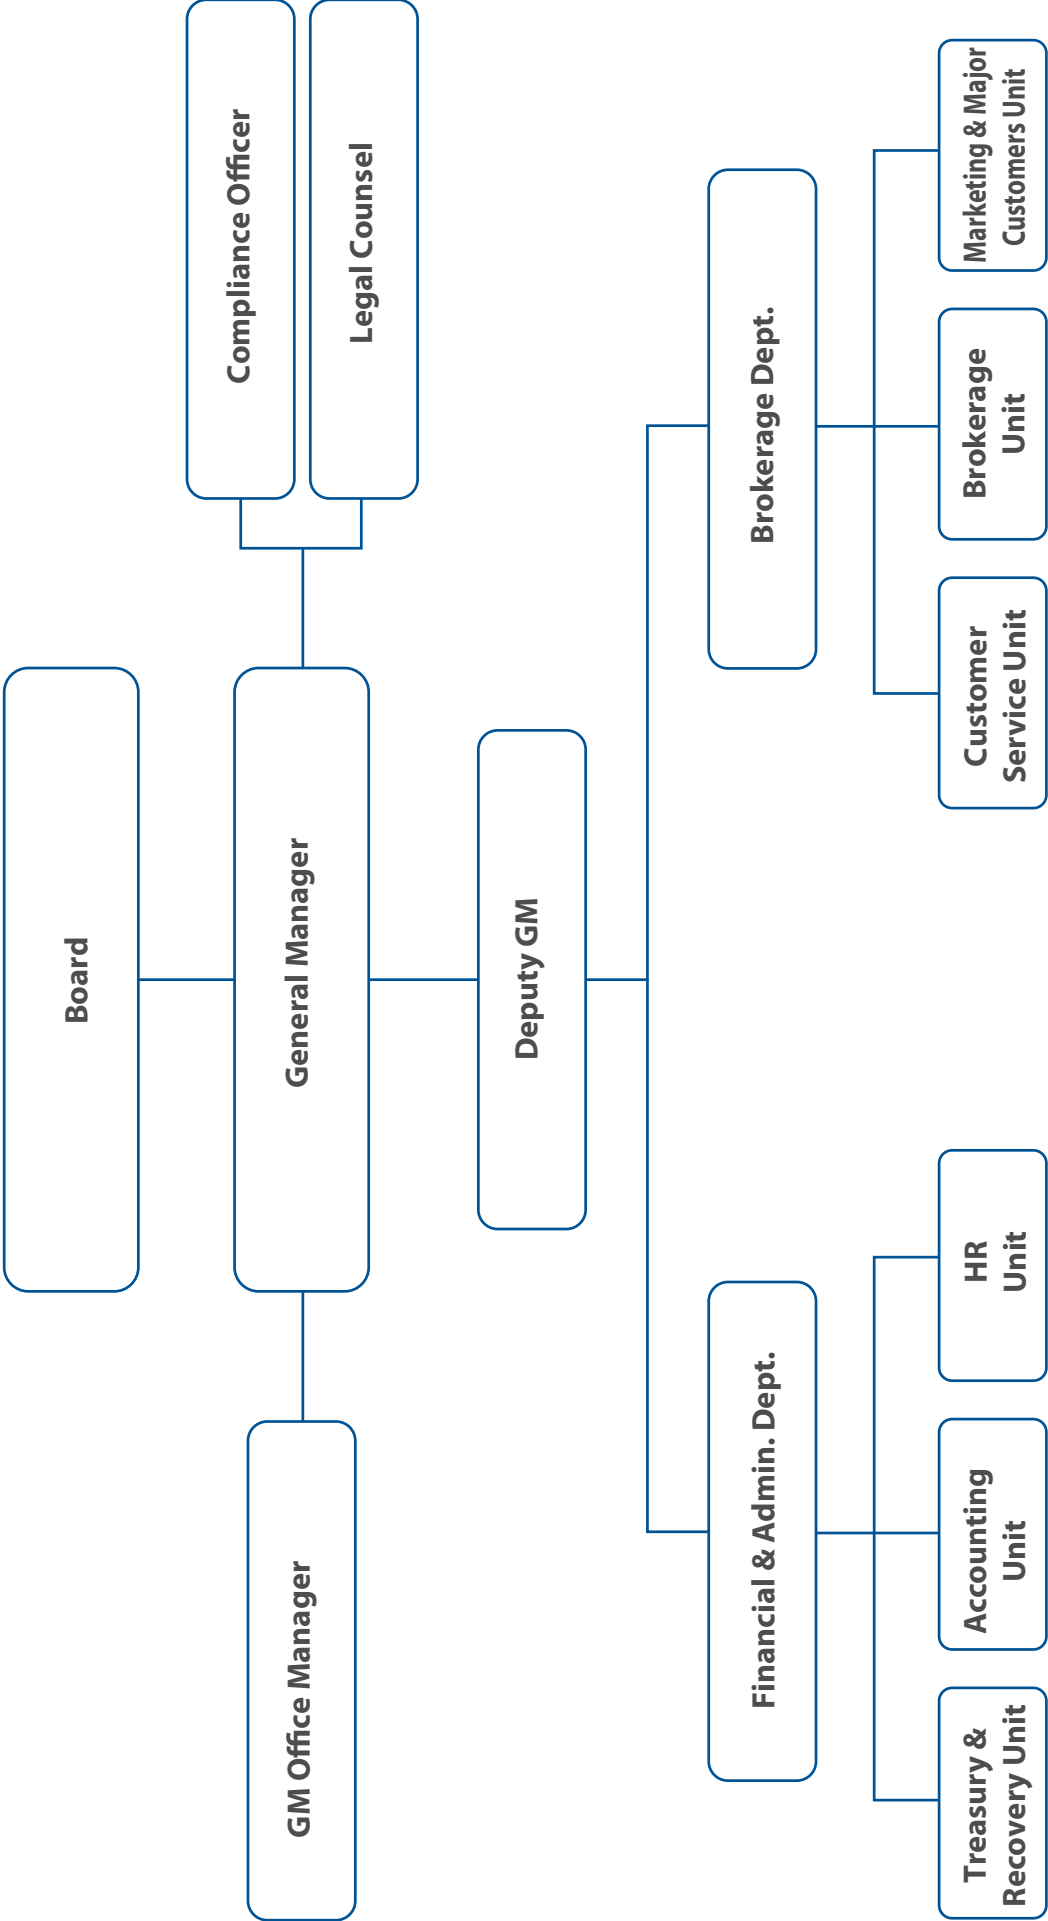 Board
Compliance Officer
General Manager
GM Office Manager
Legal Counsel
Deputy GM
Financial & Admin. Dept.
Brokerage Dept.
Treasury &
Recovery Unit
Accounting
Unit
HR
Unit
Customer
Service Unit
Brokerage
Unit
Marketing & Major
Customers Unit